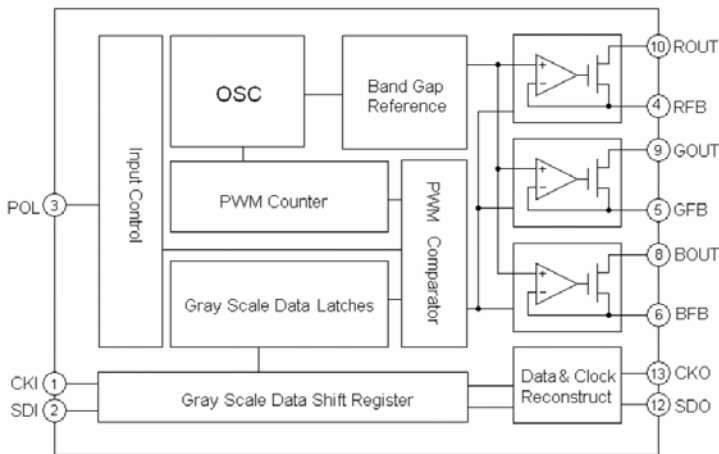 10 ROUT
OSC
Band Gap
Reference
+
−
4 RFB
Input Control
9 GOUT
+
−
POL 3
PWM Counter
PWM Comparator
5 GFB
8 BOUT
+
−
Gray Scale Data Latches
6 BFB
CKI 1
SDI 2
Gray Scale Data Shift Register
Data & Clock
Reconstruct
13 CKO
12 SDO